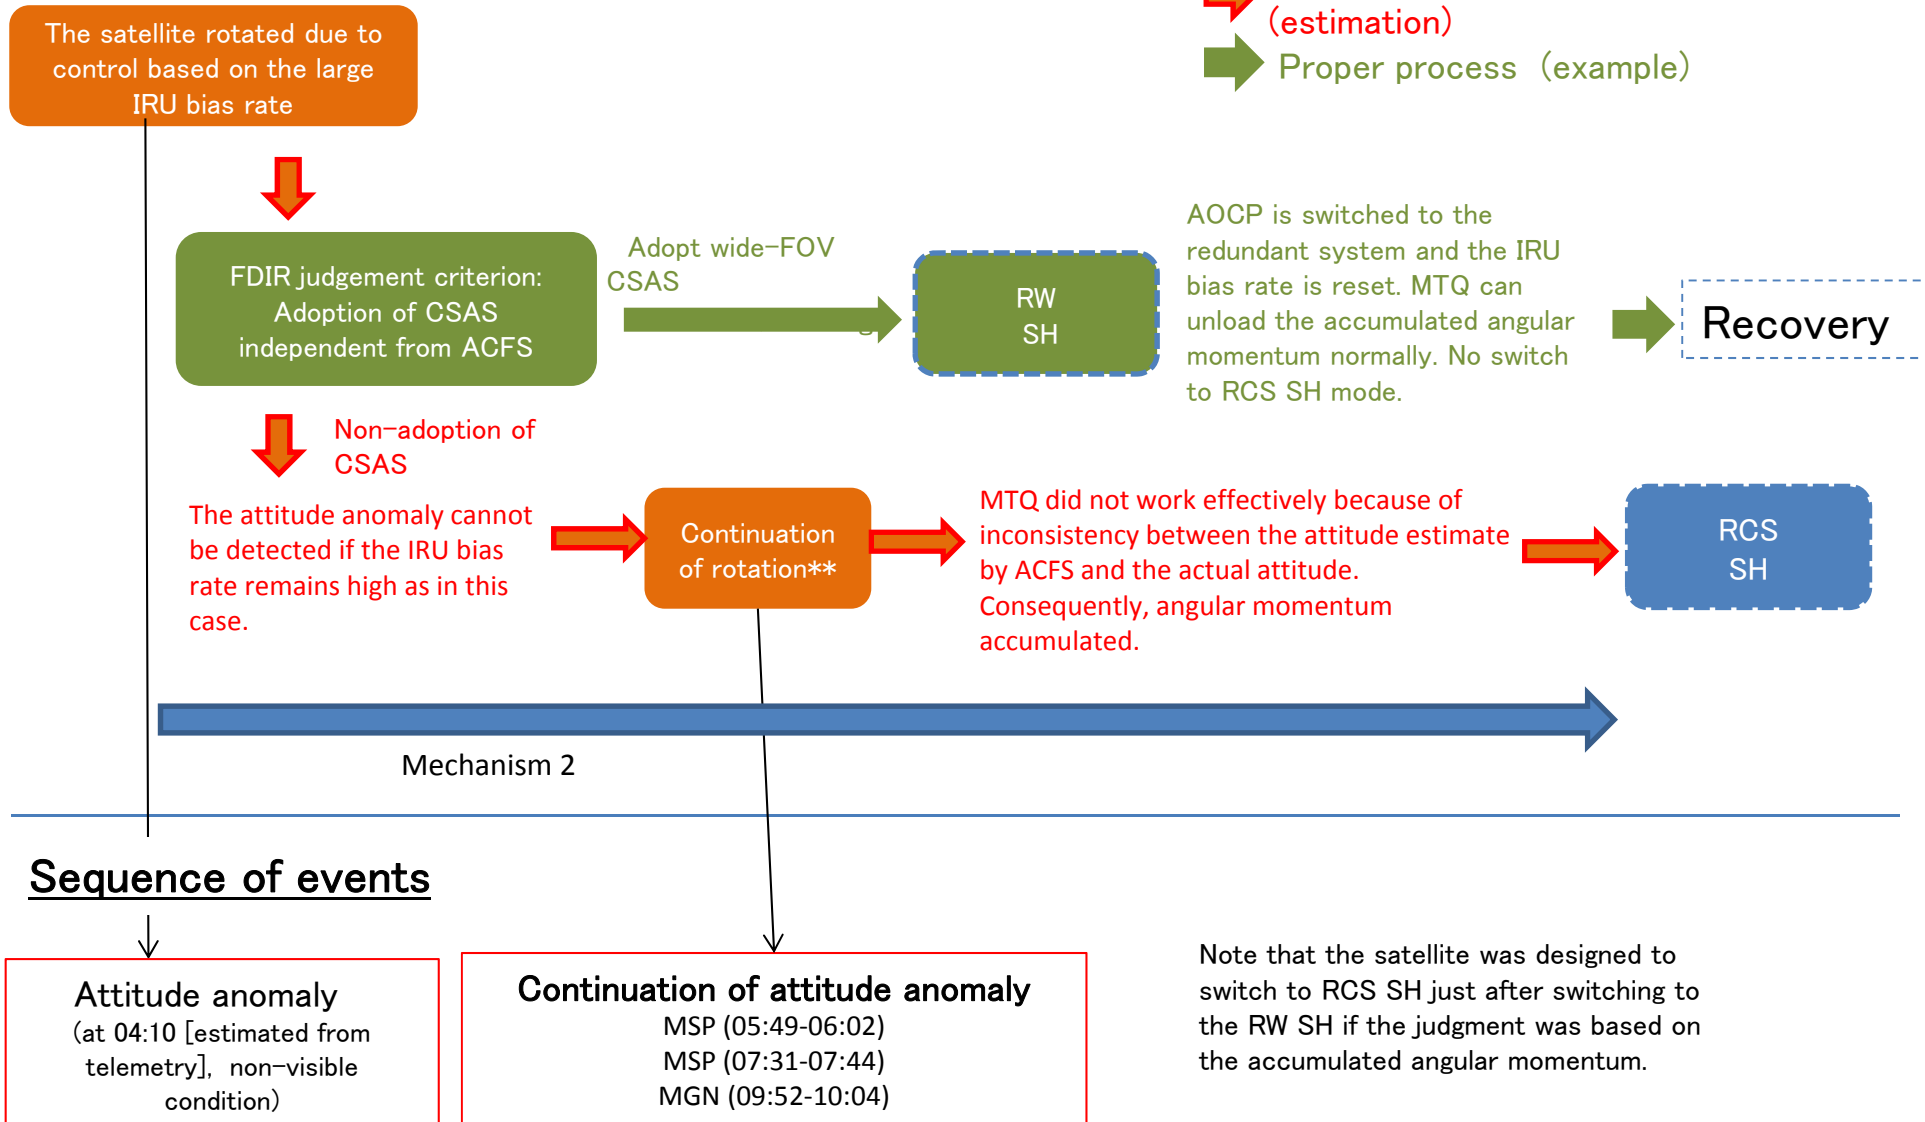 The satellite rotated due to
control based on the large
IRU bias rate
(estimation)
Proper process (example)
FDIR judgement criterion:
Adoption of CSAS
independent from ACFS
Adopt wide-FOV
CSAS
RW
SH
AOCP is switched to the
redundant system and the IRU
bias rate is reset. MTQ can
unload the accumulated angular
momentum normally. No switch
to RCS SH mode.
Recovery
Non-adoption of
CSAS
The attitude anomaly cannot
be detected if the IRU bias
rate remains high as in this
case.
Continuation
of rotation**
MTQ did not work effectively because of
inconsistency between the attitude estimate
by ACFS and the actual attitude.
Consequently, angular momentum
accumulated.
RCS
SH
Mechanism 2
Sequence of events
Attitude anomaly
(at 04:10 [estimated from
telemetry], non-visible
condition)
Continuation of attitude anomaly
MSP (05:49-06:02)
MSP (07:31-07:44)
MGN (09:52-10:04)
Note that the satellite was designed to
switch to RCS SH just after switching to
the RW SH if the judgment was based on
the accumulated angular momentum.